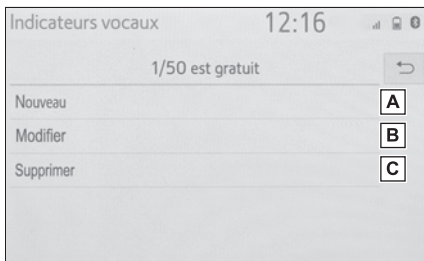 Indicateurs vocaux 12:16
1/50 est gratuit
Nouveau A
Modifier B
Supprimer C